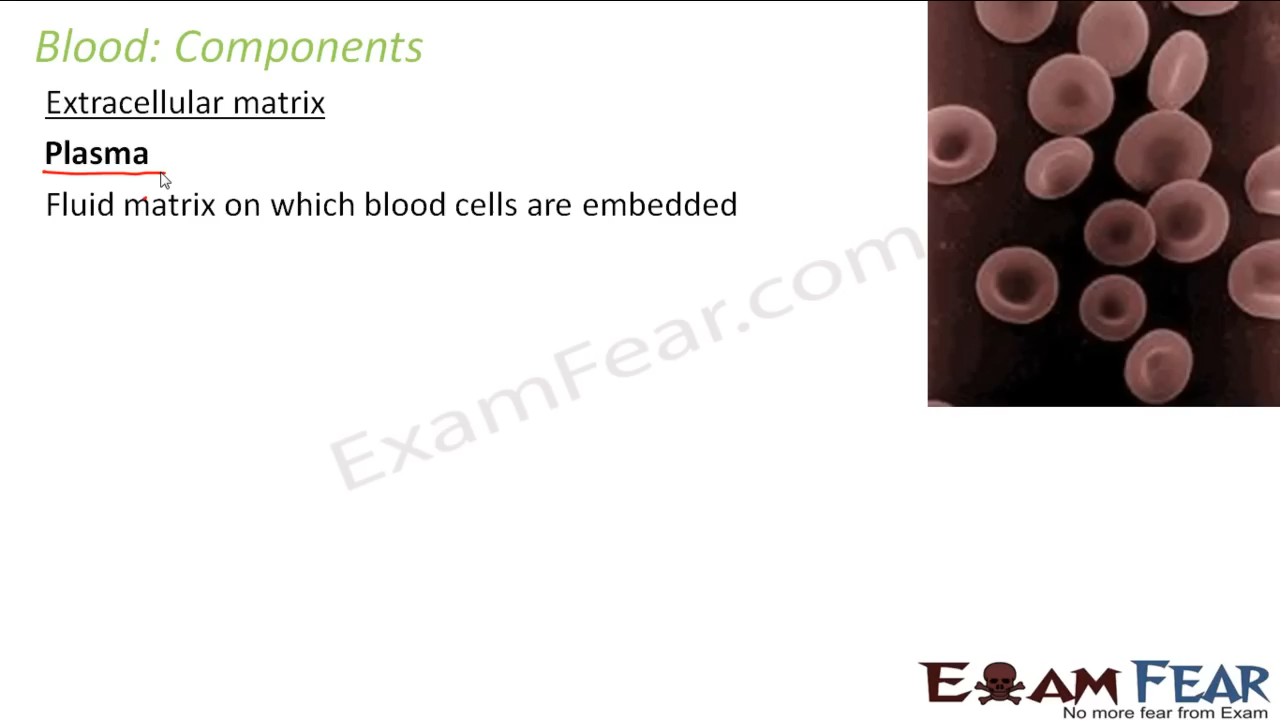 Blood: Components
Extracellular matrix
Plasma
Fluid matrix on which blood cells are embedded
ExamFear.com
EXAM FEAR
No more fear from Exam